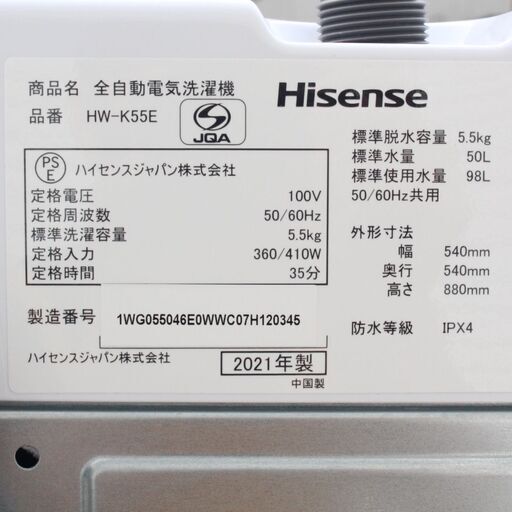 商品名 全自動電気洗濯機
品番 HW-K55E
JQA
Hisense
PS
E
ハイセンスジャパン株式会社
定格電圧 100V
定格周波数 50/60Hz
標準洗濯容量 5.5kg
定格入力 360/410W
定格時間 35分
標準脱水容量 5.5kg
標準水量 50L
標準使用水量 98L
50/60Hz共用
外形寸法
幅 540mm
奥行 540mm
高さ 880mm
防水等級 IPX4
製造番号 1WG055046E0WWC07H120345
ハイセンスジャパン株式会社
2021年製
中国製